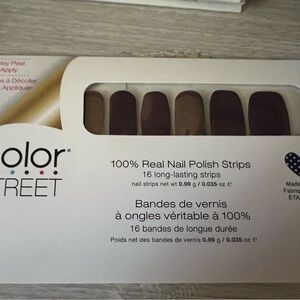 Easy Peel
Apply
à Décoller
Appliquer
olor®
REET
100% Real Nail Polish Strips
16 long-lasting strips
nail strips net wt 0.99 g / 0.035 oz. ℮
Bandes de vernis
à ongles véritable à 100%
16 bandes de longue durée
Poids net des bandes de vernis 0,99 g / 0,035 oz. ℮
Made
Fabri
ÉTA